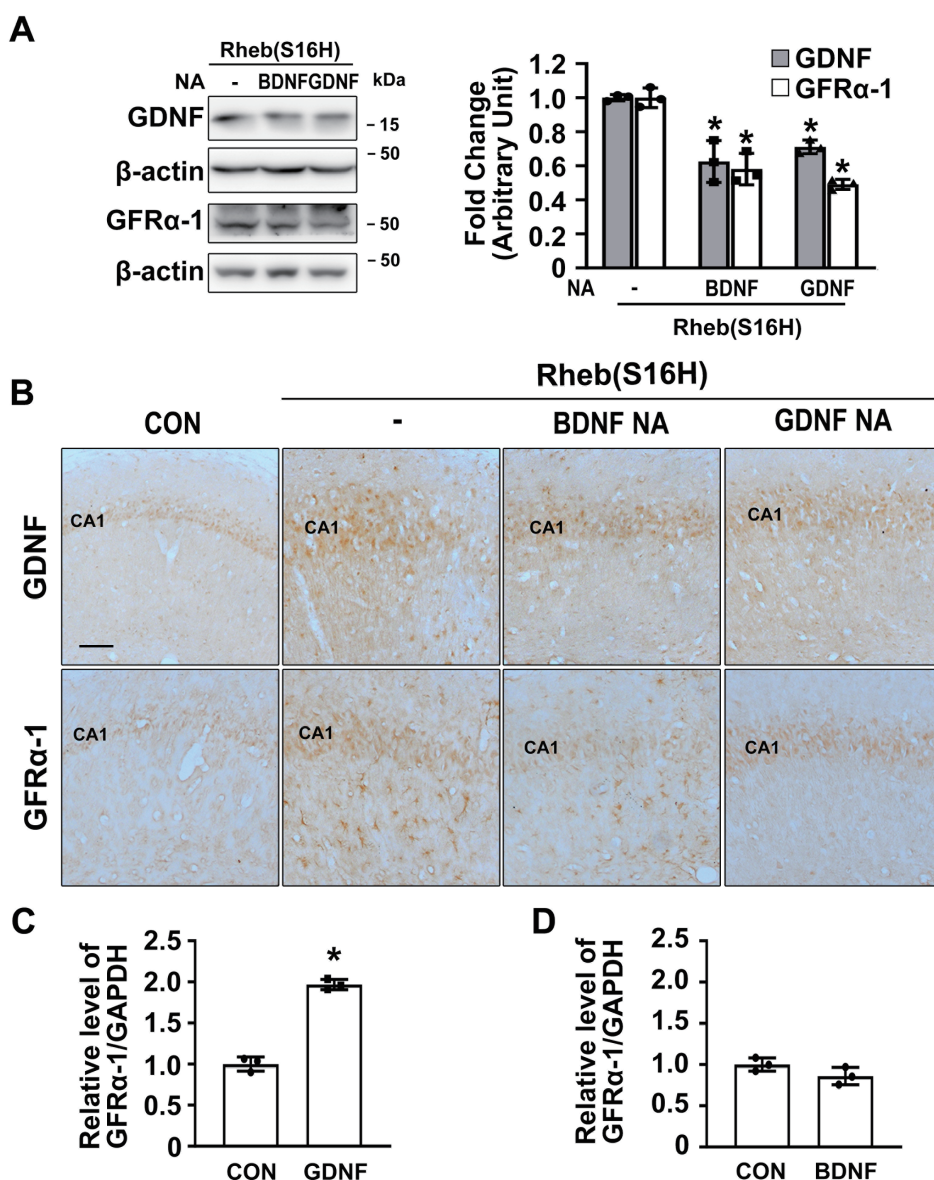 A
Rheb(S16H)
NA - BDNF GDNF kDa
GDNF
- 15
- 50
β-actin
GFRα-1
- 50
β-actin
- 50
GDNF
GFRα-1
Fold Change
(Arbitrary Unit)
1.2
1.0
0.8
0.6
0.4
0.2
0
* * * *
NA - BDNF GDNF
Rheb(S16H)
B
Rheb(S16H)
CON - BDNF NA GDNF NA
GDNF
CA1 CA1 CA1 CA1
GFRα-1
CA1 CA1 CA1 CA1
C
Relative level of
GFRα-1/GAPDH
2.5
2.0
1.5
1.0
0.5
0
*
CON GDNF
D
Relative level of
GFRα-1/GAPDH
2.5
2.0
1.5
1.0
0.5
0
CON BDNF